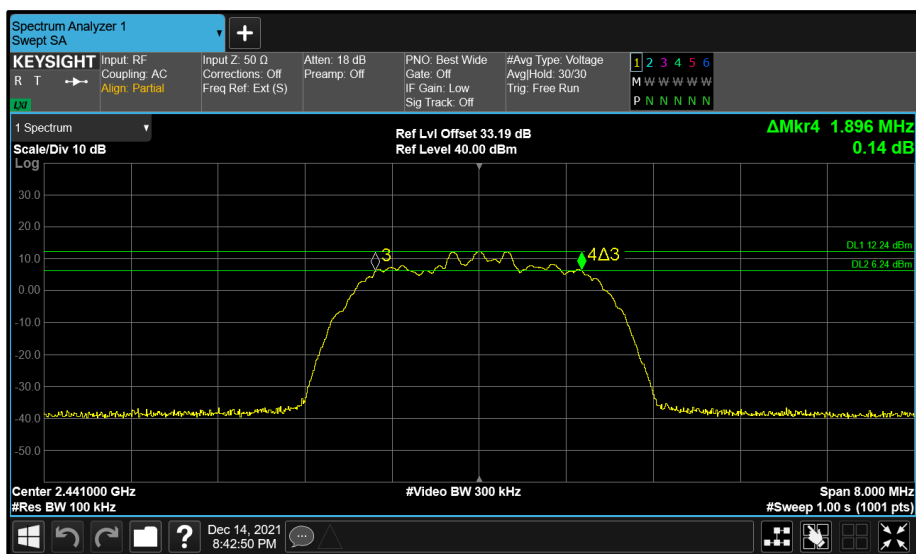 Spectrum Analyzer 1
Swept SA
+
KEYSIGHT
R T
LXI
Input: RF
Coupling: AC
Align: Partial
Input Z: 50 Ω
Corrections: Off
Freq Ref: Ext (S)
Atten: 18 dB
Preamp: Off
PNO: Best Wide
Gate: Off
IF Gain: Low
Sig Track: Off
#Avg Type: Voltage
Avg|Hold: 30/30
Trig: Free Run
1 2 3 4 5 6
M W W W W W
P N N N N N
1 Spectrum
Scale/Div 10 dB
Ref Lvl Offset 33.19 dB
Ref Level 40.00 dBm
ΔMkr4 1.896 MHz
0.14 dB
Log
30.0
20.0
10.0
0.00
-10.0
-20.0
-30.0
-40.0
-50.0
3
4Δ3
DL1 12.24 dBm
DL2 6.24 dBm
Center 2.441000 GHz
#Res BW 100 kHz
#Video BW 300 kHz
Span 8.000 MHz
#Sweep 1.00 s (1001 pts)
?
Dec 14, 2021
8:42:50 PM